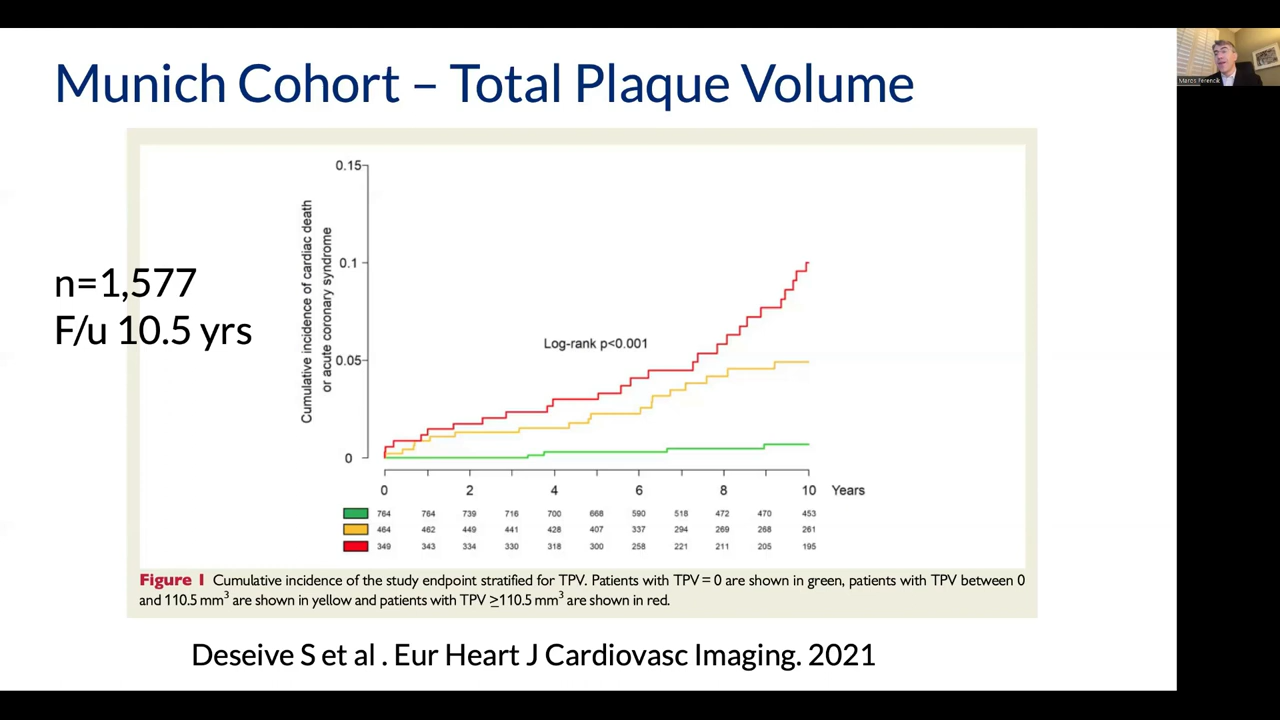 Munich Cohort – Total Plaque Volume
Maros Ferencik
n=1,577
F/u 10.5 yrs
Cumulative incidence of cardiac death
or acute coronary syndrome
0.15
0.1
0.05
0
Log-rank p<0.001
0 2 4 6 8 10 Years
764 764 739 716 700 668 590 518 472 470 453
464 462 449 441 428 407 337 294 269 268 261
349 343 334 330 318 300 258 221 211 205 195
Figure 1 Cumulative incidence of the study endpoint stratified for TPV. Patients with TPV = 0 are shown in green, patients with TPV between 0
and 110.5 mm³ are shown in yellow and patients with TPV ≥110.5 mm³ are shown in red.
Deseive S et al . Eur Heart J Cardiovasc Imaging. 2021